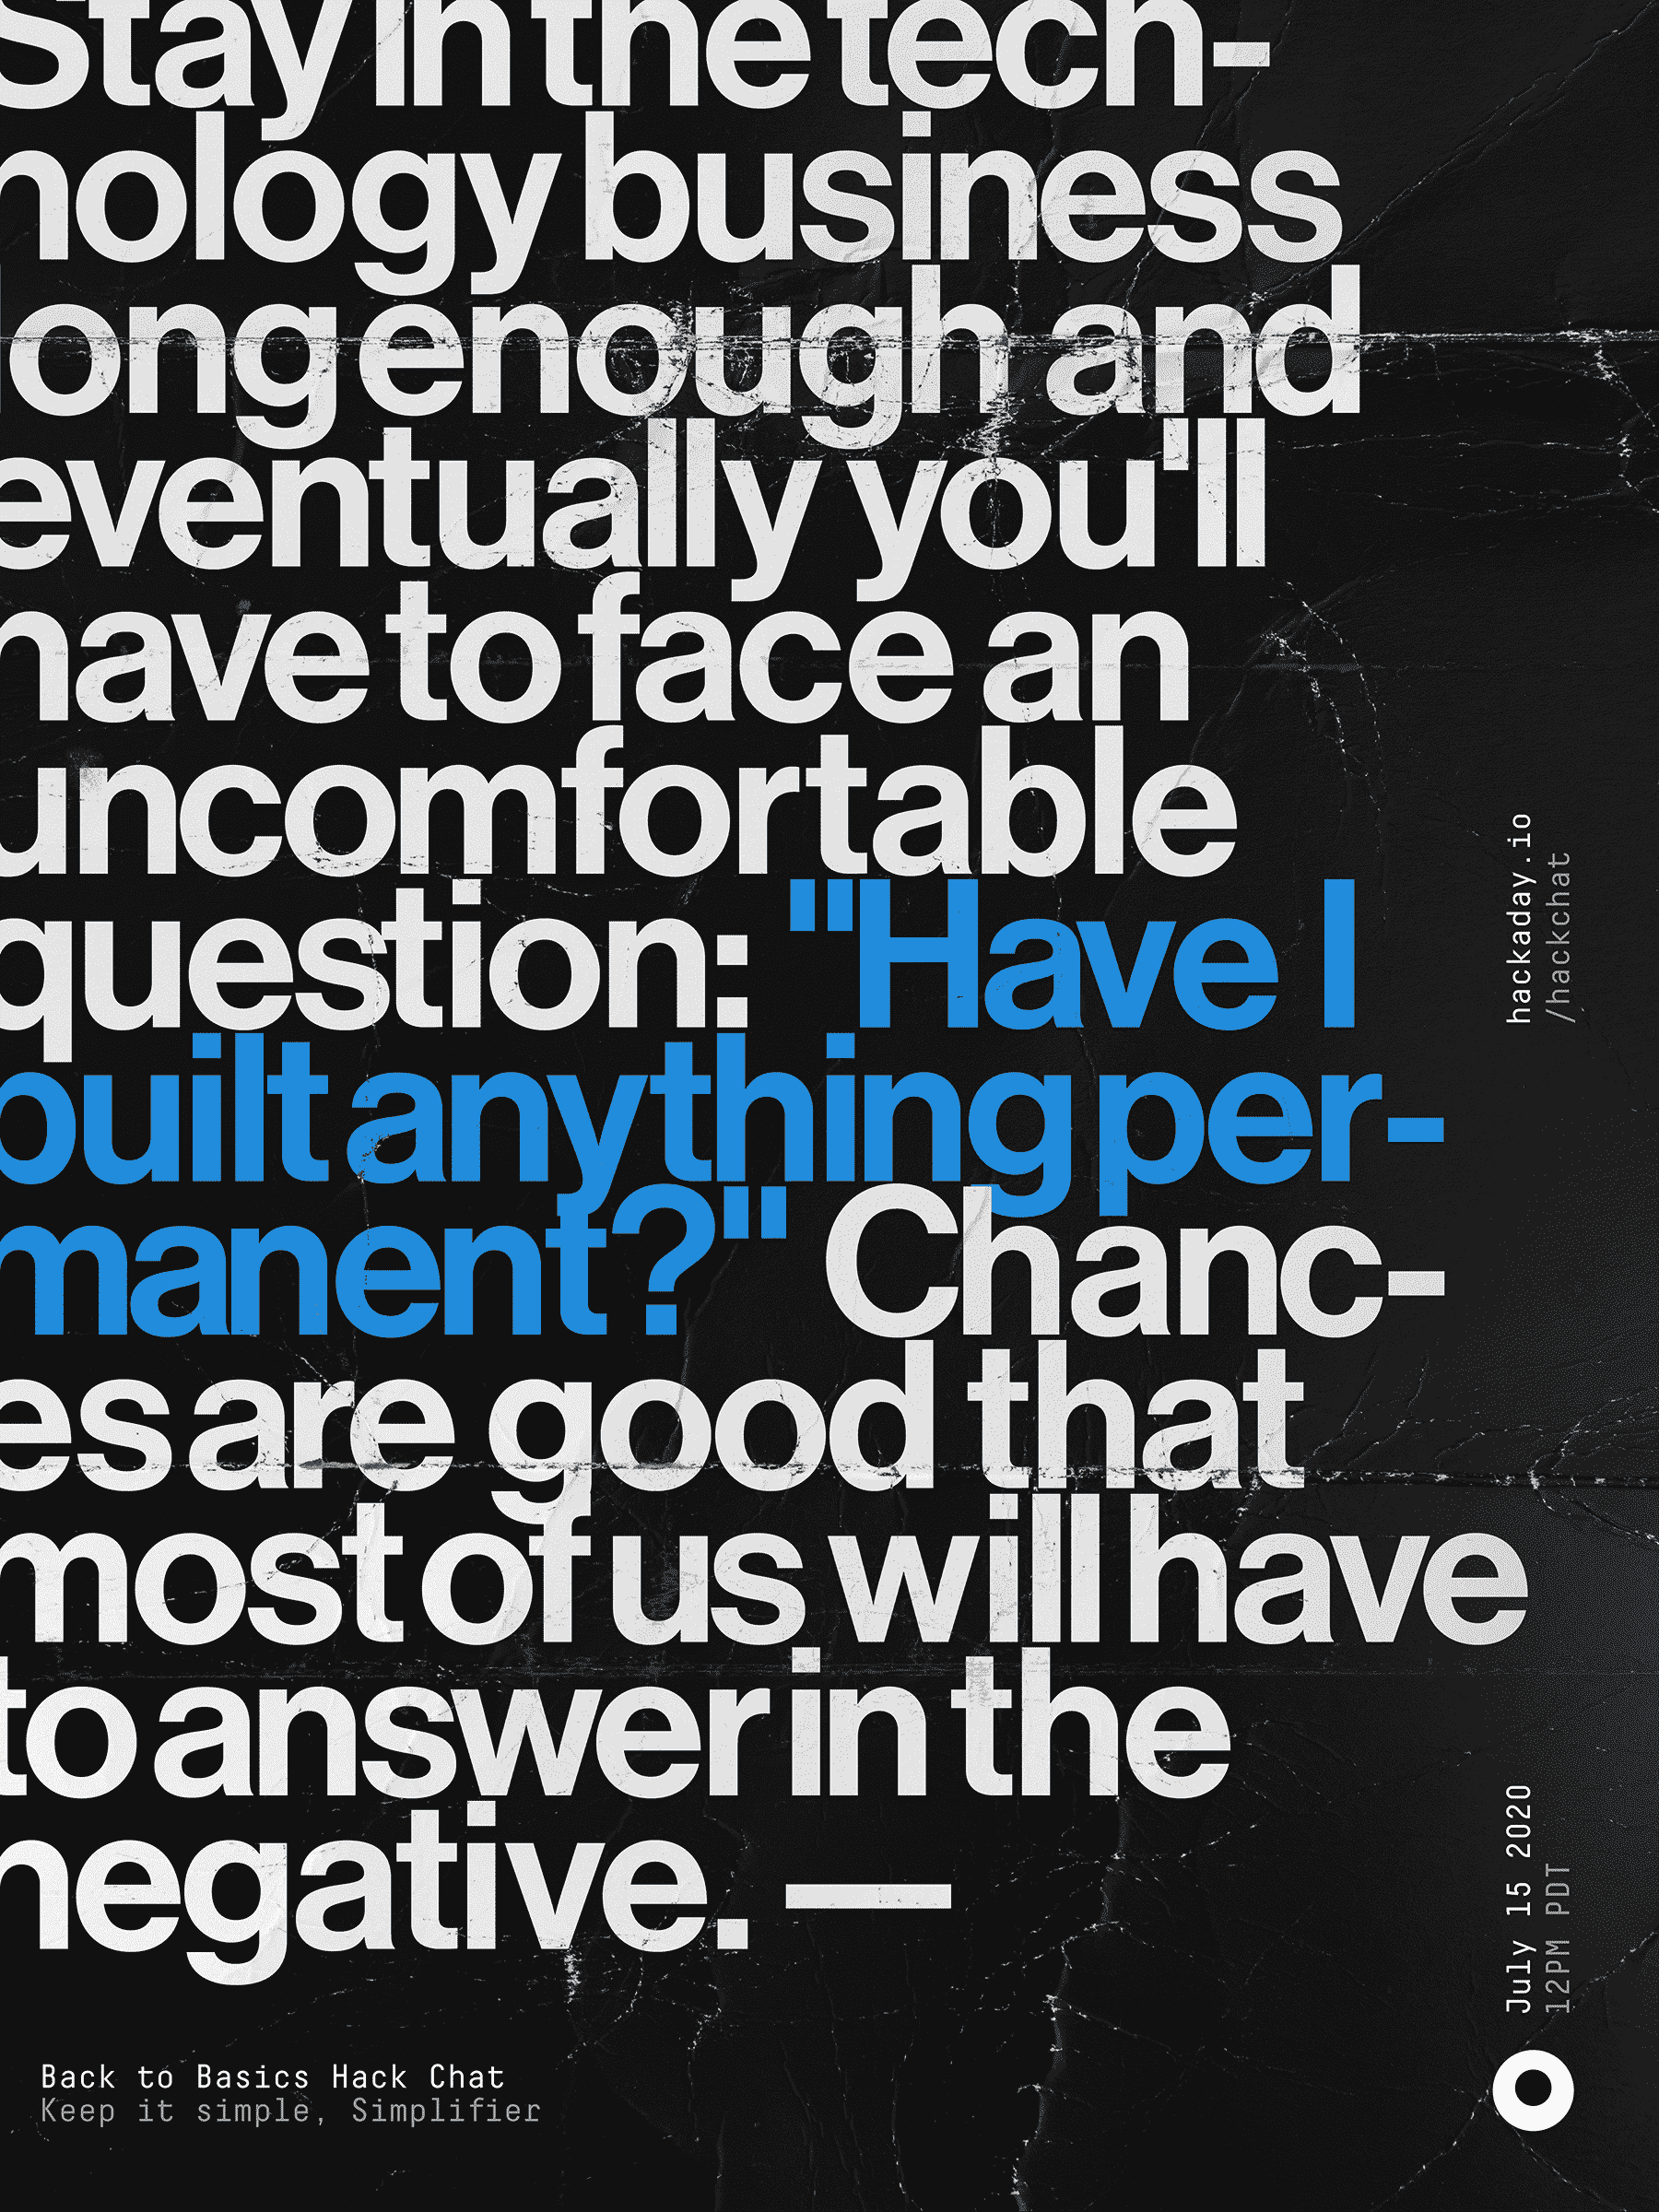 Stay in the tech-
nology business
long enough and
eventually you'll
have to face an
uncomfortable
question: "Have I
built anything per-
manent?" Chanc-
es are good that
most of us will have
to answer in the
negative. —
hackaday.io
/hackchat
July 15 2020
12PM PDT
Back to Basics Hack Chat
Keep it simple, Simplifier